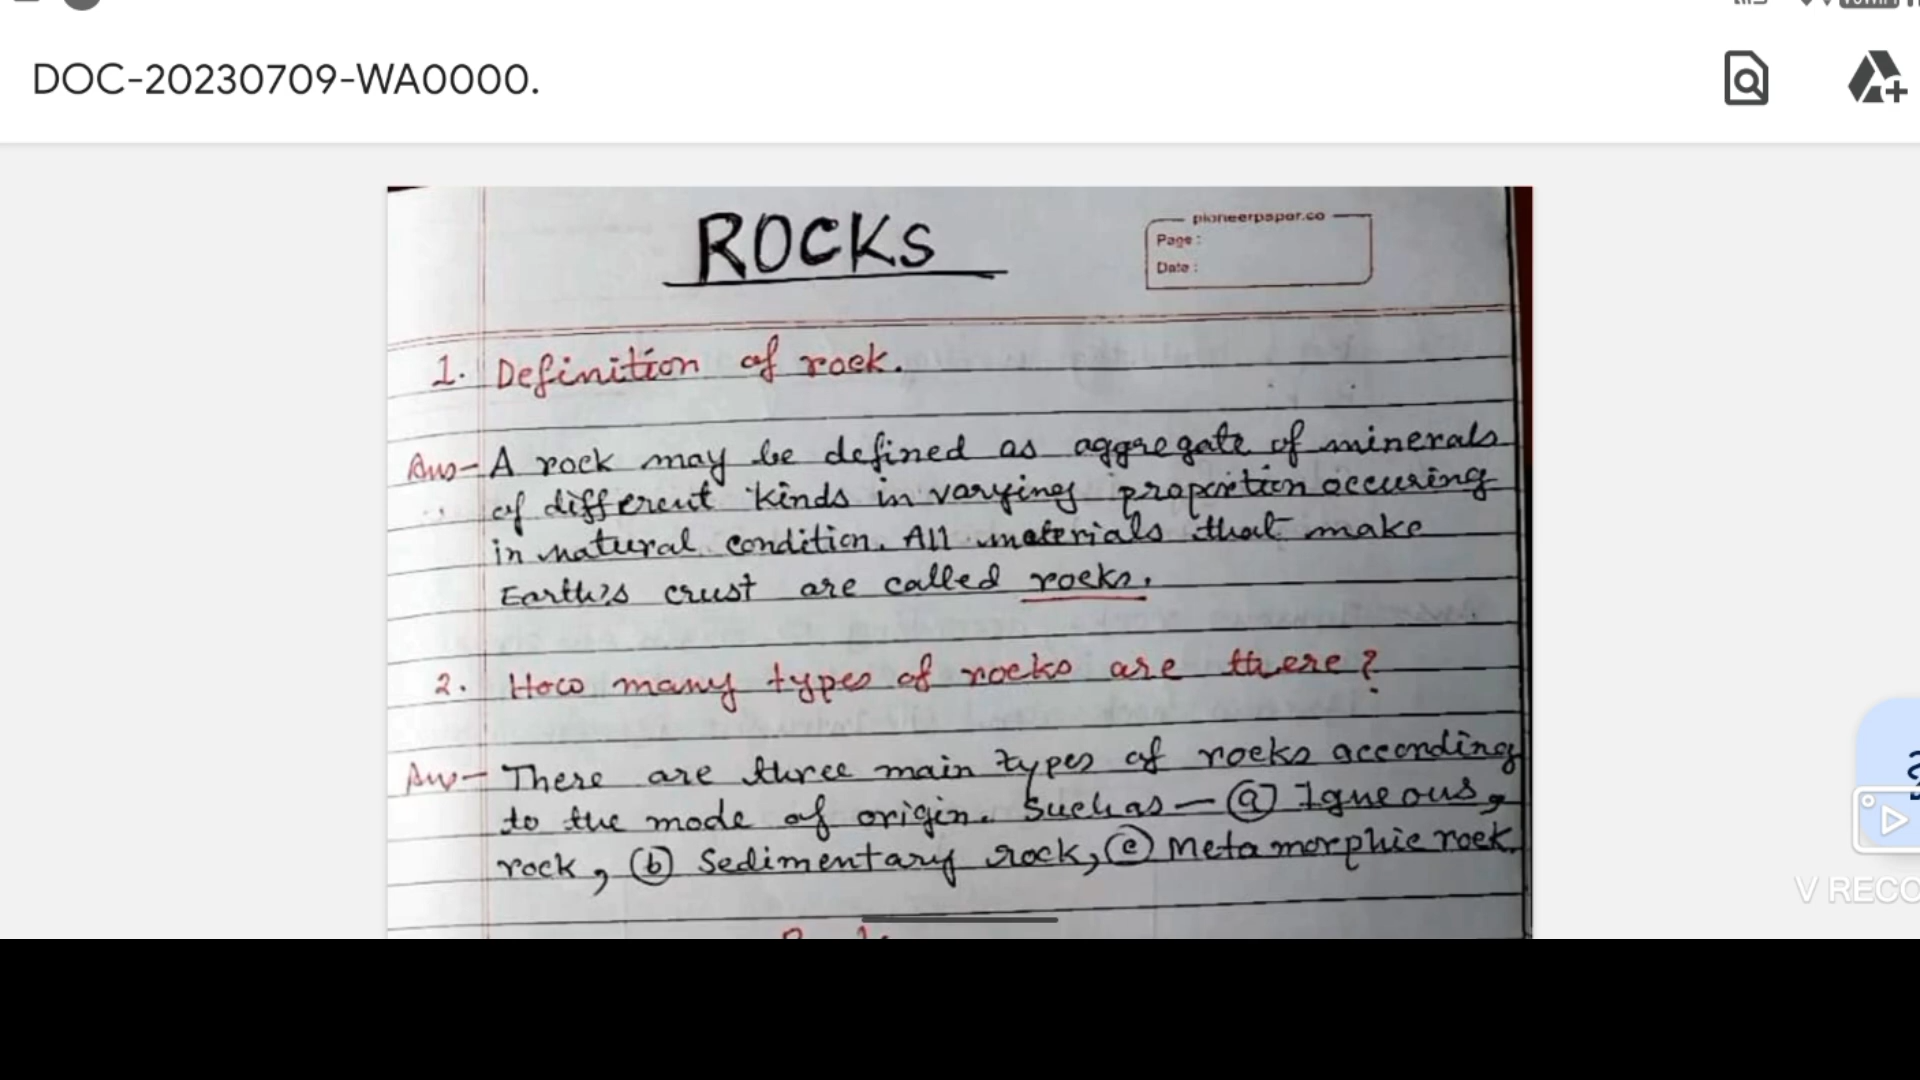 DOC-20230709-WA0000.
ROCKS
pioneerpaper.co
Page :
Date :
1. Definition of rock.
Ans- A rock may be defined as aggregate of minerals
of different kinds in varying proportion occuring
in natural condition. All materials that make
Earth's crust are called rocks.
2. How many types of rocks are there?
Ans- There are three main types of rocks according
to the mode of origin. Such as — (a) Igneous,
rock, (b) Sedimentary rock, (c) Metamorphic rock.
V RECO